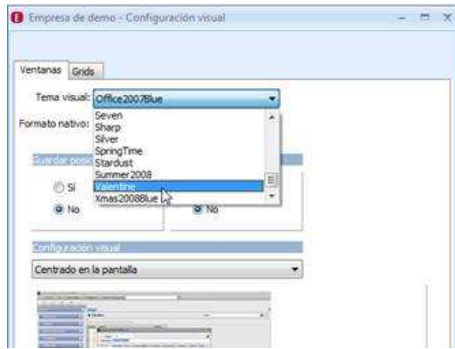 Empresa de demo - Configuración visual
Ventanas Grids
Tema visual: Office2007Blue
Formato nativo:
Seven
Sharp
Silver
SpringTime
Stardust
Summer2008
Valentine
Xmas2008Blue
Guardar
Sí
No No
Configuración visual
Centrado en la pantalla